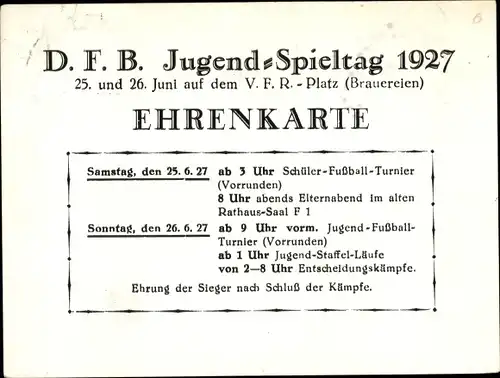 D. F. B. Jugend-Spieltag 1927
25. und 26. Juni auf dem V. F. R. - Platz (Brauereien)
EHRENKARTE
Samstag, den 25. 6. 27 ab 3 Uhr Schüler-Fußball-Turnier
(Vorrunden)
8 Uhr abends Elternabend im alten
Rathaus-Saal F 1
Sonntag, den 26. 6. 27 ab 9 Uhr vorm. Jugend-Fußball-
Turnier (Vorrunden)
ab 1 Uhr Jugend-Staffel-Läufe
von 2—8 Uhr Entscheidungskämpfe.
Ehrung der Sieger nach Schluß der Kämpfe.